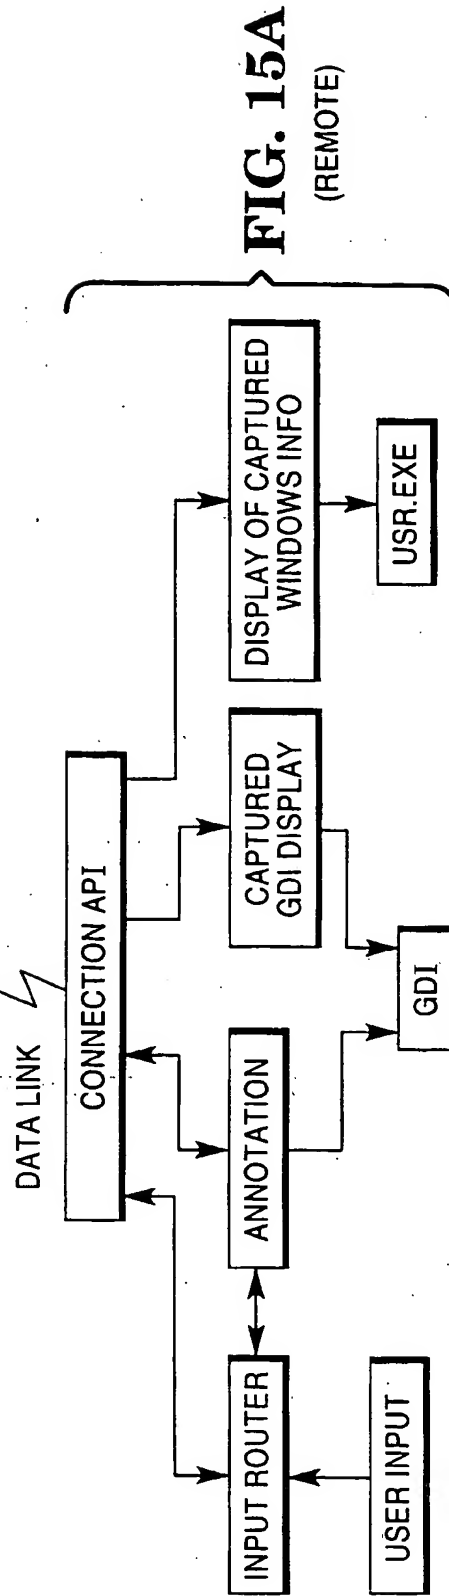 DATA LINK
CONNECTION API
INPUT ROUTER
ANNOTATION
CAPTURED
GDI DISPLAY
DISPLAY OF CAPTURED
WINDOWS INFO
USER INPUT
GDI
USR.EXE
FIG. 15A
(REMOTE)